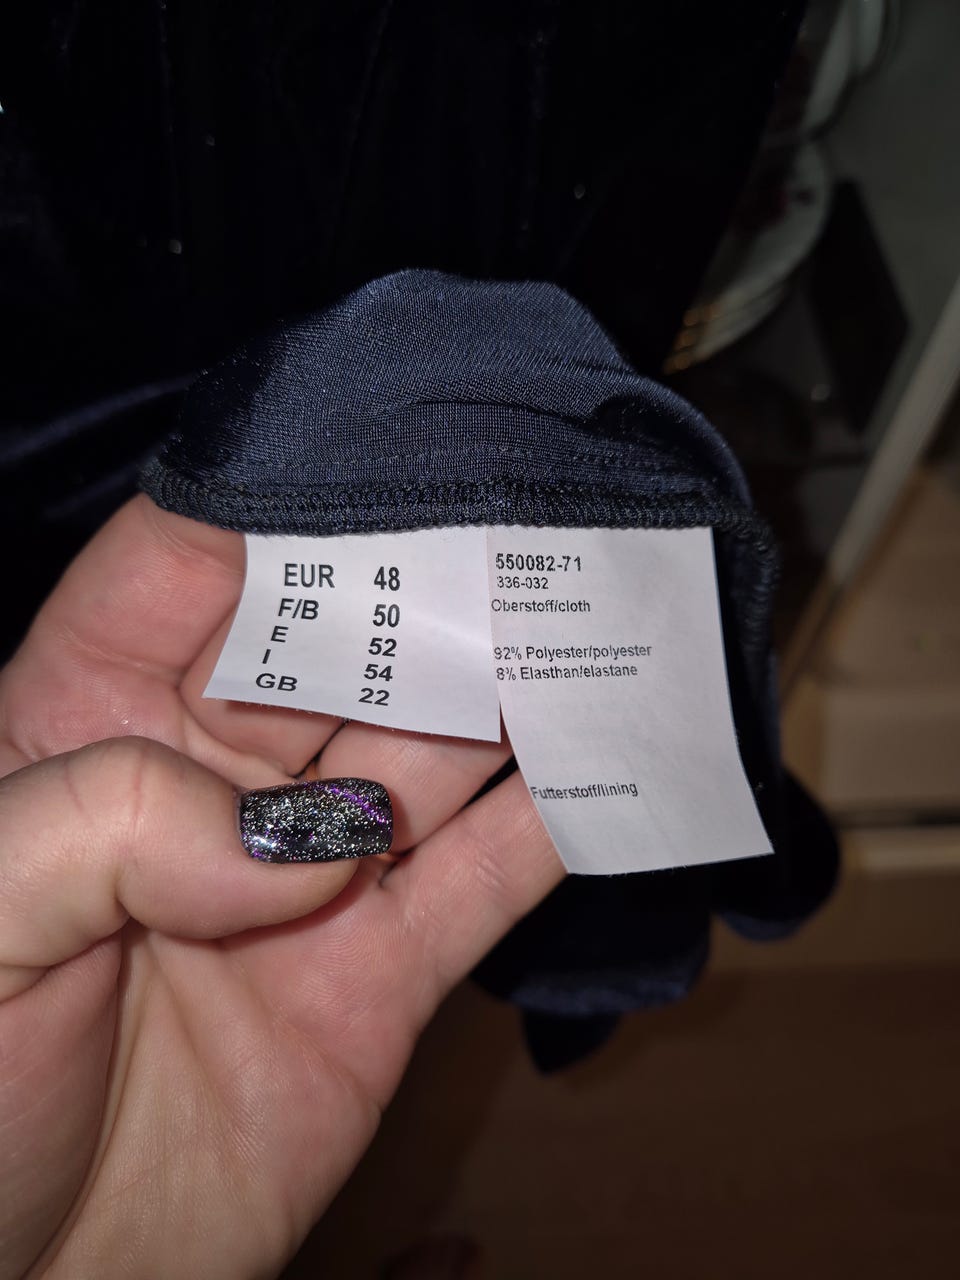 EUR 48
F/B 50
E 52
I 54
GB 22
550082-71
336-032
Oberstoff/cloth
92% Polyester/polyester
8% Elasthan/elastane
Futterstoff/lining